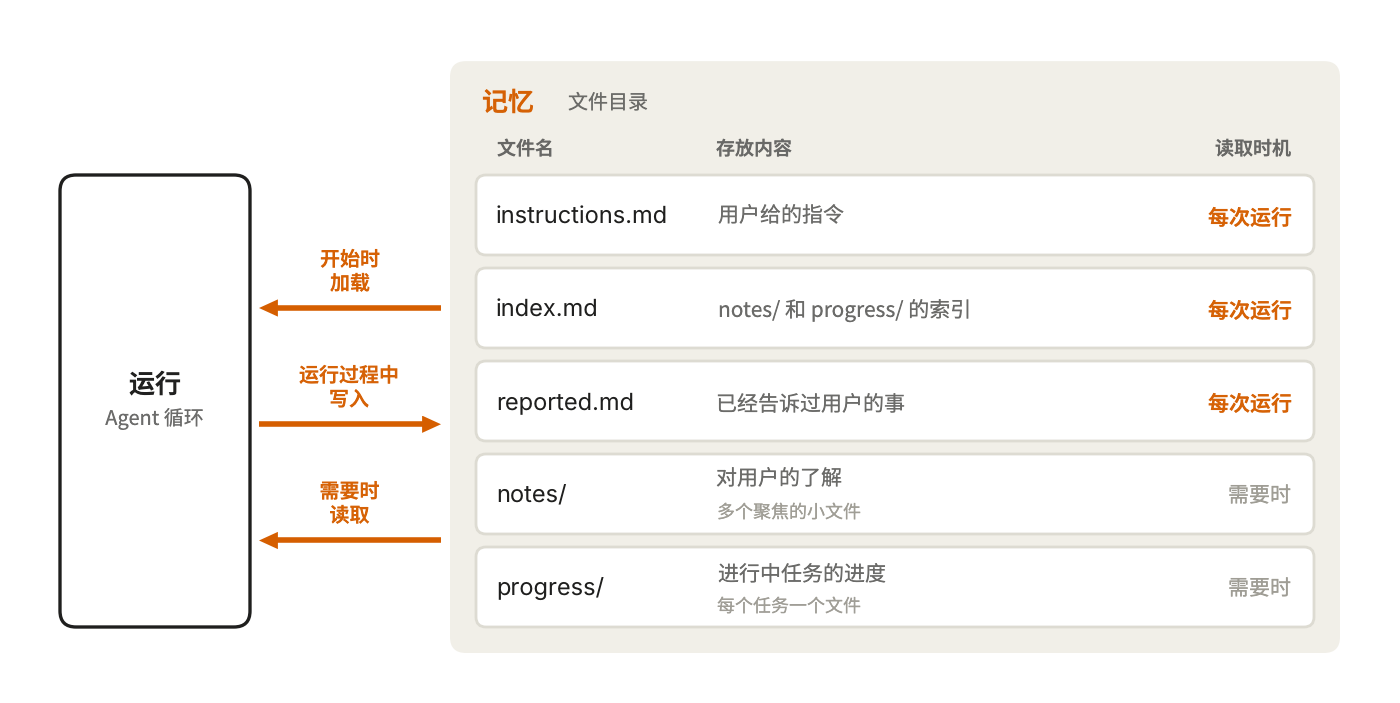 记忆 文件目录
文件名 存放内容 读取时机
instructions.md 用户给的指令 每次运行
index.md notes/ 和 progress/ 的索引 每次运行
reported.md 已经告诉过用户的事 每次运行
notes/ 对用户的了解 需要时
多个聚焦的小文件
progress/ 进行中任务的进度 需要时
每个任务一个文件
开始时
加载
运行过程中
写入
需要时
读取
运行
Agent 循环